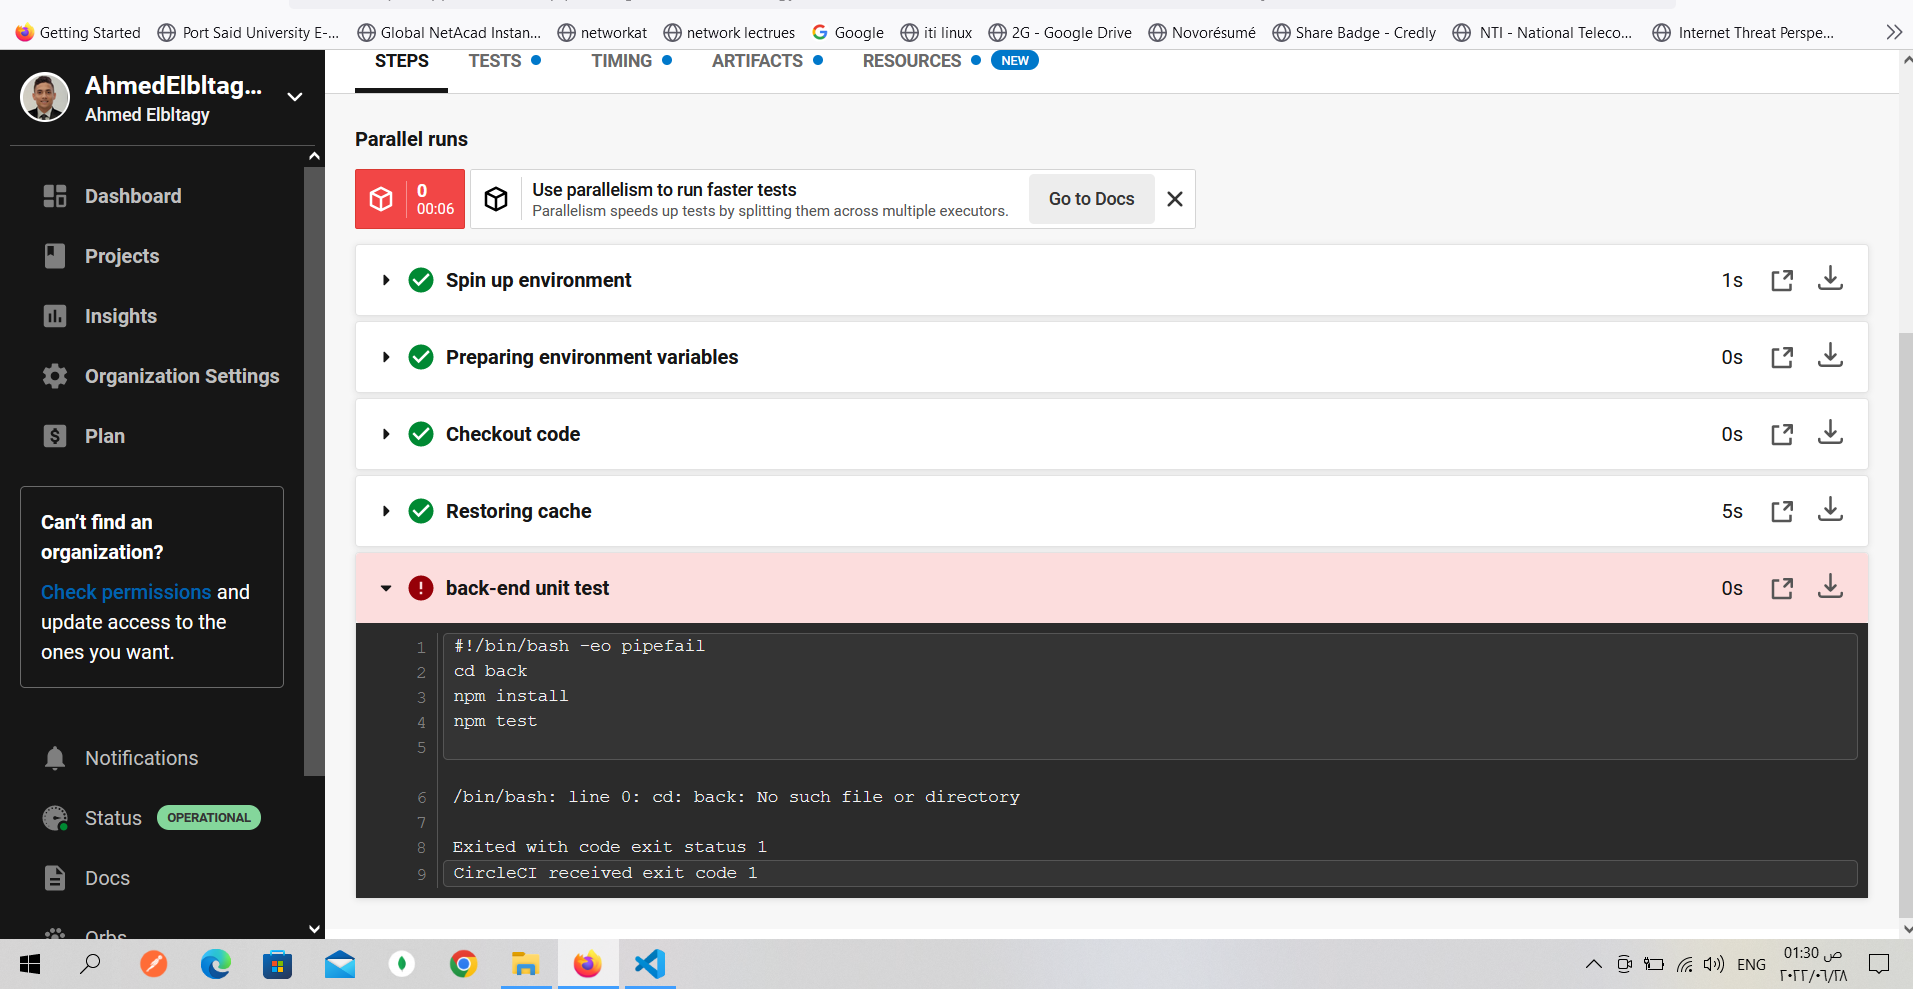 Getting Started
Port Said University E-...
Global NetAcad Instan...
networkat
network lectrues
Google
iti linux
2G - Google Drive
Novorésumé
Share Badge - Credly
NTI - National Teleco...
Internet Threat Perspe...
AhmedElbltag...
Ahmed Elbltagy
Dashboard
Projects
Insights
Organization Settings
Plan
Can't find an
organization?
Check permissions and
update access to the
ones you want.
Notifications
Status OPERATIONAL
Docs
Orbs
STEPS
TESTS
TIMING
ARTIFACTS
RESOURCES
NEW
Parallel runs
0
00:06
Use parallelism to run faster tests
Parallelism speeds up tests by splitting them across multiple executors.
Go to Docs
Spin up environment 1s
Preparing environment variables 0s
Checkout code 0s
Restoring cache 5s
back-end unit test 0s
1 #!/bin/bash -eo pipefail
2 cd back
3 npm install
4 npm test
5
6 /bin/bash: line 0: cd: back: No such file or directory
7
8 Exited with code exit status 1
9 CircleCI received exit code 1
ENG
01:30 ص
٢٠٢٢/٠٦/٢٨